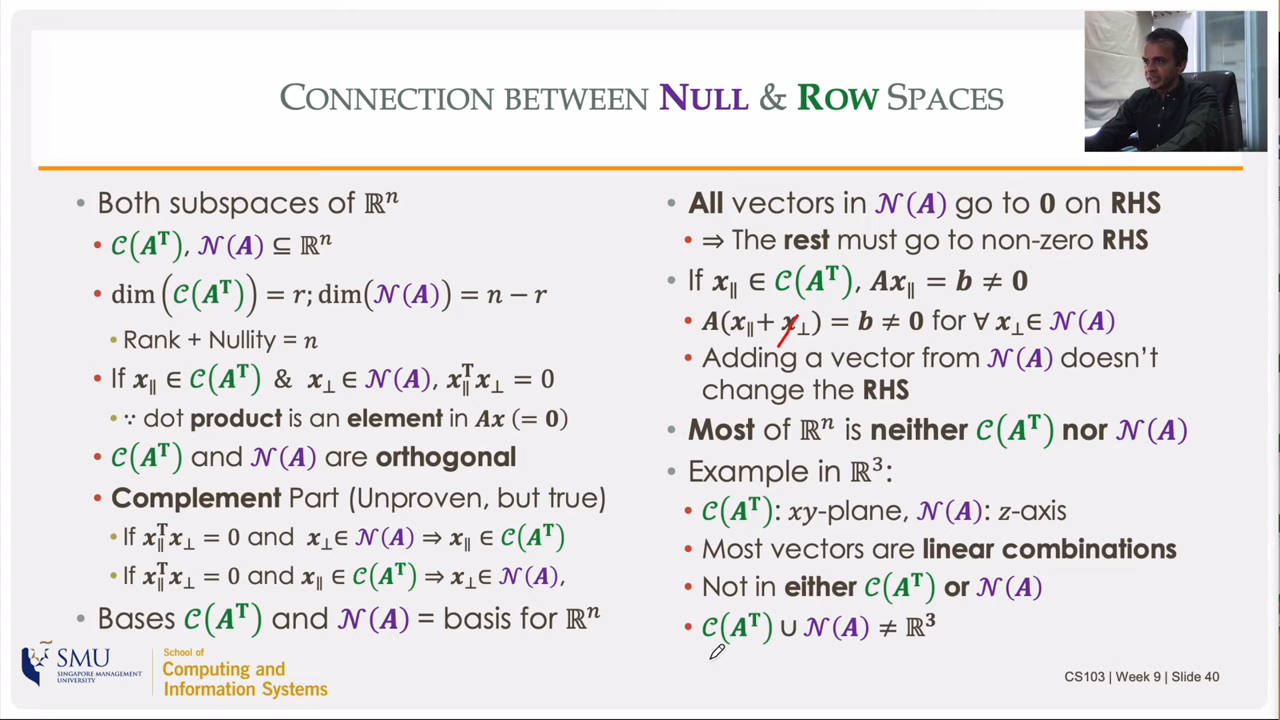 CONNECTION BETWEEN NULL & ROW SPACES
• Both subspaces of ℝⁿ
• 𝒞(Aᵀ), 𝒩(A) ⊆ ℝⁿ
• dim(𝒞(Aᵀ)) = r; dim(𝒩(A)) = n − r
• Rank + Nullity = n
• If x∥ ∈ 𝒞(Aᵀ) & x⊥ ∈ 𝒩(A), x∥ᵀx⊥ = 0
• ∵ dot product is an element in Ax (= 0)
• 𝒞(Aᵀ) and 𝒩(A) are orthogonal
• Complement Part (Unproven, but true)
• If x∥ᵀx⊥ = 0 and x⊥ ∈ 𝒩(A) ⇒ x∥ ∈ 𝒞(Aᵀ)
• If x∥ᵀx⊥ = 0 and x∥ ∈ 𝒞(Aᵀ) ⇒ x⊥ ∈ 𝒩(A),
• Bases 𝒞(Aᵀ) and 𝒩(A) = basis for ℝⁿ
• All vectors in 𝒩(A) go to 0 on RHS
• ⇒ The rest must go to non-zero RHS
• If x∥ ∈ 𝒞(Aᵀ), Ax∥ = b ≠ 0
• A(x∥ + x⊥) = b ≠ 0 for ∀ x⊥ ∈ 𝒩(A)
• Adding a vector from 𝒩(A) doesn't
change the RHS
• Most of ℝⁿ is neither 𝒞(Aᵀ) nor 𝒩(A)
• Example in ℝ³:
• 𝒞(Aᵀ): xy-plane, 𝒩(A): z-axis
• Most vectors are linear combinations
• Not in either 𝒞(Aᵀ) or 𝒩(A)
• 𝒞(Aᵀ) ∪ 𝒩(A) ≠ ℝ³
SMU
SINGAPORE MANAGEMENT
UNIVERSITY
School of
Computing and
Information Systems
CS103 | Week 9 | Slide 40